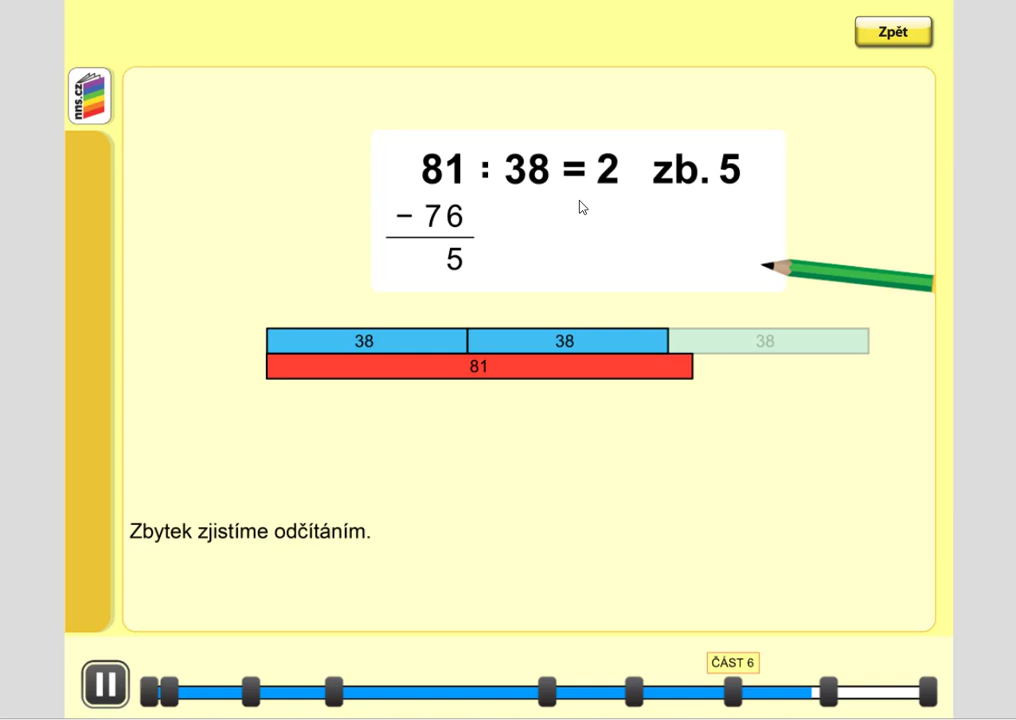 Zpět
nns.cz
81 : 38 = 2 zb. 5
− 76
5
38 38 38
81
Zbytek zjistíme odčítáním.
ČÁST 6